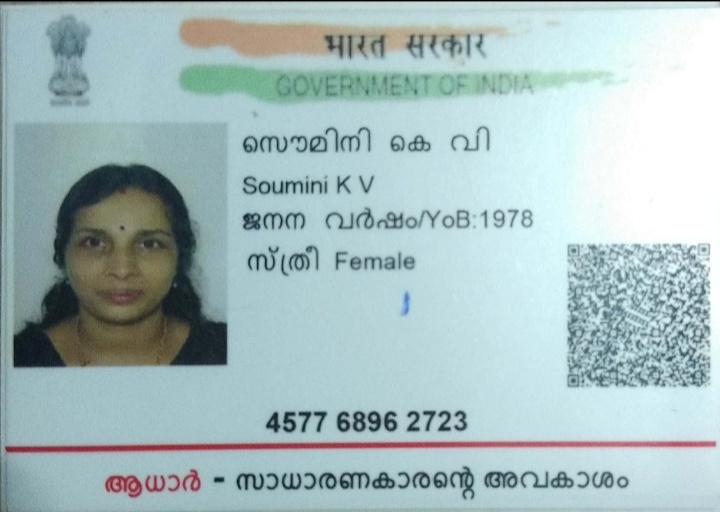 भारत सरकार
GOVERNMENT OF INDIA
സൌമിനി കെ വി
Soumini K V
ജനന വർഷം/YoB:1978
സ്ത്രീ Female
4577 6896 2723
ആധാർ - സാധാരണകാരന്റെ അവകാശം